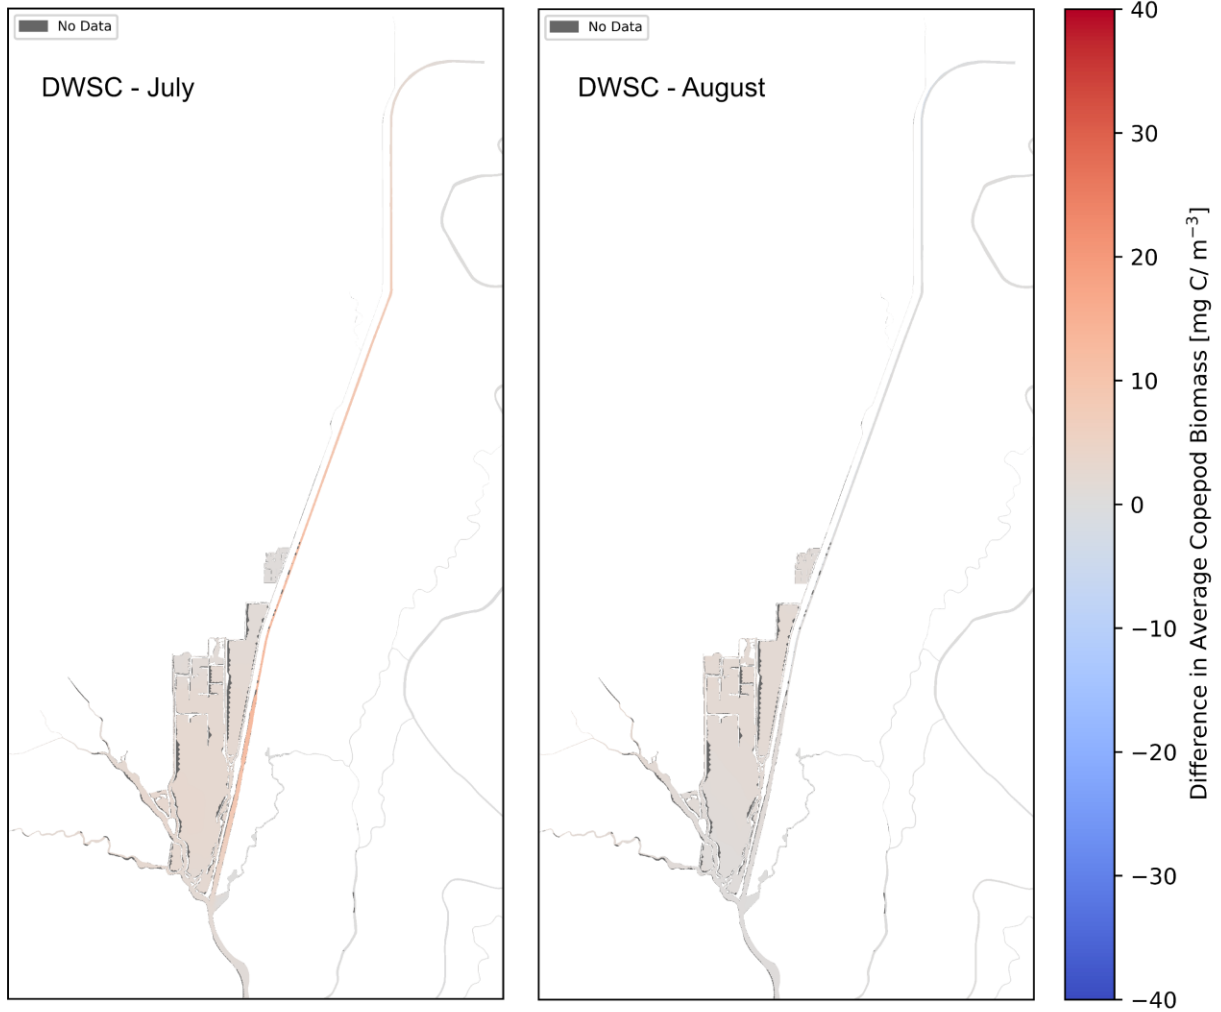 No Data
DWSC - July
No Data
DWSC - August
40
30
20
10
0
−10
−20
−30
−40
Difference in Average Copepod Biomass [mg C/ m⁻³]